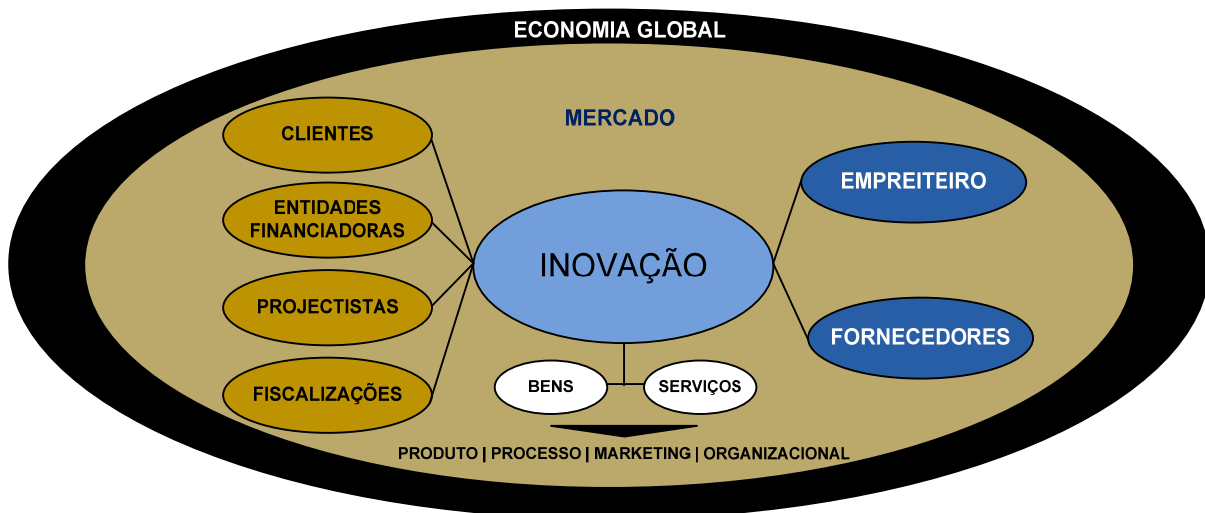 ECONOMIA GLOBAL
MERCADO
CLIENTES
ENTIDADES
FINANCIADORAS
PROJECTISTAS
FISCALIZAÇÕES
INOVAÇÃO
EMPREITEIRO
FORNECEDORES
BENS
SERVIÇOS
PRODUTO | PROCESSO | MARKETING | ORGANIZACIONAL